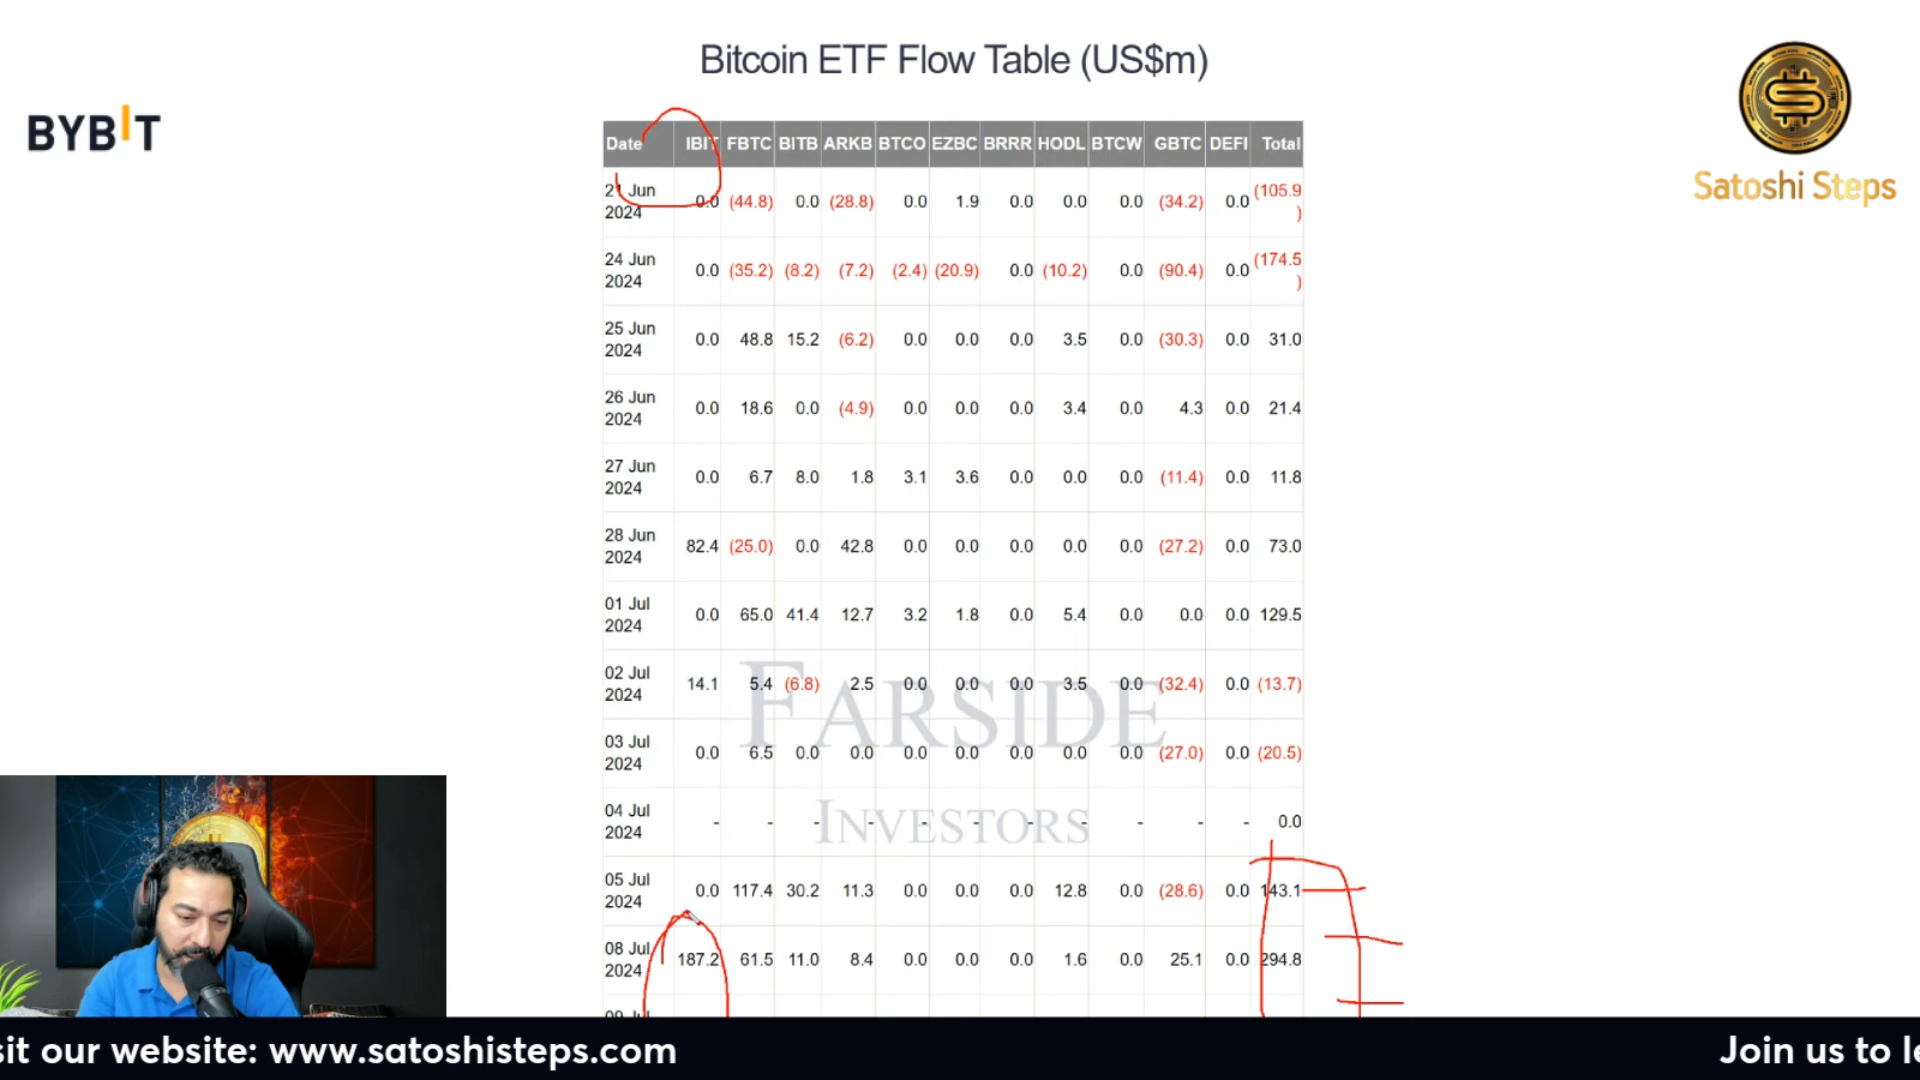 Bitcoin ETF Flow Table (US$m)
BYBIT
Satoshi Steps
Date IBIT FBTC BITB ARKB BTCO EZBC BRRR HODL BTCW GBTC DEFI Total
21 Jun 2024 0.0 (44.8) 0.0 (28.8) 0.0 1.9 0.0 0.0 0.0 (34.2) 0.0 (105.9)
24 Jun 2024 0.0 (35.2) (8.2) (7.2) (2.4) (20.9) 0.0 (10.2) 0.0 (90.4) 0.0 (174.5)
25 Jun 2024 0.0 48.8 15.2 (6.2) 0.0 0.0 0.0 3.5 0.0 (30.3) 0.0 31.0
26 Jun 2024 0.0 18.6 0.0 (4.9) 0.0 0.0 0.0 3.4 0.0 4.3 0.0 21.4
27 Jun 2024 0.0 6.7 8.0 1.8 3.1 3.6 0.0 0.0 0.0 (11.4) 0.0 11.8
28 Jun 2024 82.4 (25.0) 0.0 42.8 0.0 0.0 0.0 0.0 0.0 (27.2) 0.0 73.0
01 Jul 2024 0.0 65.0 41.4 12.7 3.2 1.8 0.0 5.4 0.0 0.0 0.0 129.5
02 Jul 2024 14.1 5.4 (6.8) 2.5 0.0 0.0 0.0 3.5 0.0 (32.4) 0.0 (13.7)
03 Jul 2024 0.0 6.5 0.0 0.0 0.0 0.0 0.0 0.0 0.0 (27.0) 0.0 (20.5)
04 Jul 2024 - - - - - - - - - - - 0.0
05 Jul 2024 0.0 117.4 30.2 11.3 0.0 0.0 0.0 12.8 0.0 (28.6) 0.0 143.1
08 Jul 2024 187.2 61.5 11.0 8.4 0.0 0.0 0.0 1.6 0.0 25.1 0.0 294.8
FARSIDE
INVESTORS
sit our website: www.satoshisteps.com
Join us to le